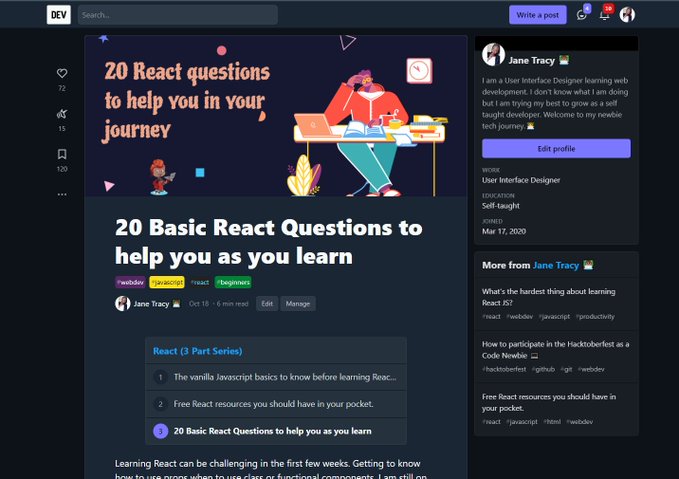 DEV
Search...
Write a post
4
20 React questions
to help you in your
journey
72
15
120
20 Basic React Questions to
help you as you learn
#webdev #javascript #react #beginners
Jane Tracy Oct 18 • 6 min read Edit Manage
React (3 Part Series)
1 The vanilla Javascript basics to know before learning Reac...
2 Free React resources you should have in your pocket.
3 20 Basic React Questions to help you as you learn
Learning React can be challenging in the first few weeks. Getting to know
how to use props when to use class or functional components. I am still on
Jane Tracy
I am a User Interface Designer learning web
development. I don't know what I am doing
but I am trying my best to grow as a self
taught developer. Welcome to my newbie
tech journey.
Edit profile
WORK
User Interface Designer
EDUCATION
Self-taught
JOINED
Mar 17, 2020
More from Jane Tracy
What's the hardest thing about learning
React JS?
#react #webdev #javascript #productivity
How to participate in the Hacktoberfest as a
Code Newbie
#hacktoberfest #github #git #webdev
Free React resources you should have in
your pocket.
#react #javascript #html #webdev